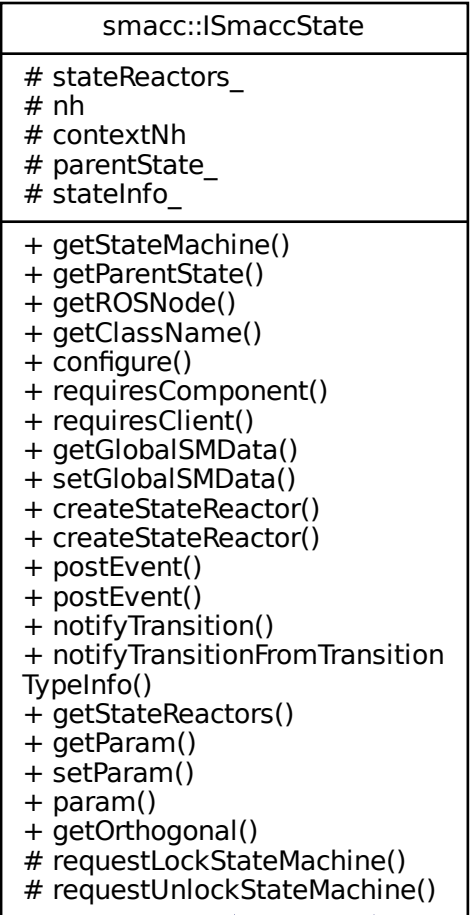 smacc::ISmaccState
# stateReactors_
# nh
# contextNh
# parentState_
# stateInfo_
+ getStateMachine()
+ getParentState()
+ getROSNode()
+ getClassName()
+ configure()
+ requiresComponent()
+ requiresClient()
+ getGlobalSMData()
+ setGlobalSMData()
+ createStateReactor()
+ createStateReactor()
+ postEvent()
+ postEvent()
+ notifyTransition()
+ notifyTransitionFromTransition
TypeInfo()
+ getStateReactors()
+ getParam()
+ setParam()
+ param()
+ getOrthogonal()
# requestLockStateMachine()
# requestUnlockStateMachine()